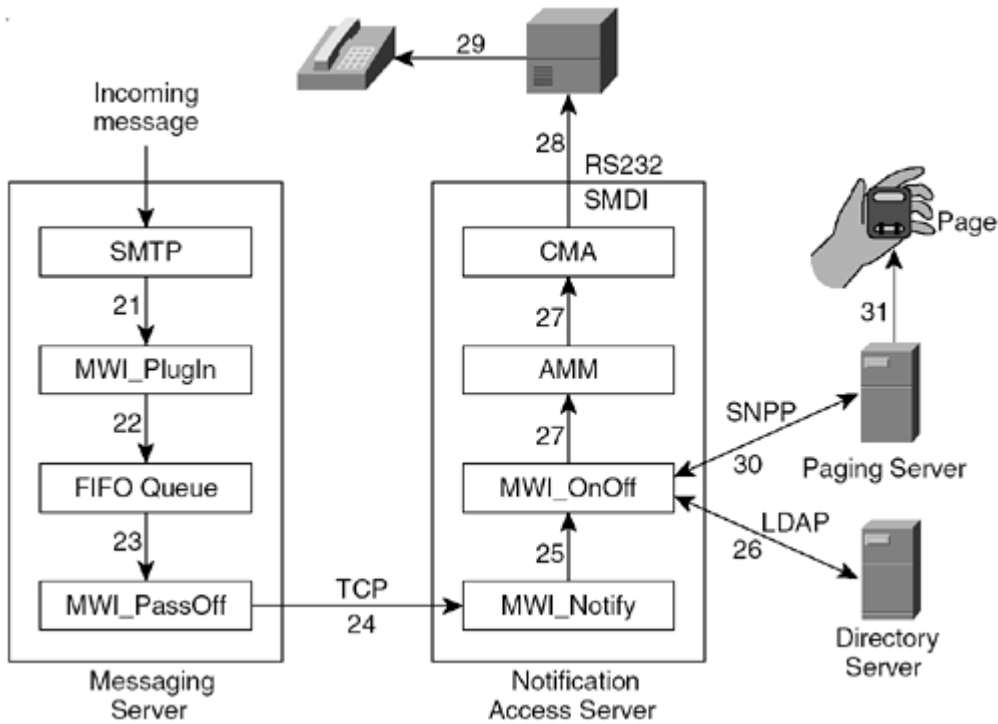 29
Incoming
message
28
RS232
SMDI
SMTP
CMA
Page
21
27
31
MWI_PlugIn
AMM
22
27
SNPP
30
Paging Server
FIFO Queue
MWI_OnOff
23
25
LDAP
26
MWI_PassOff
TCP
24
MWI_Notify
Directory
Server
Messaging
Server
Notification
Access Server